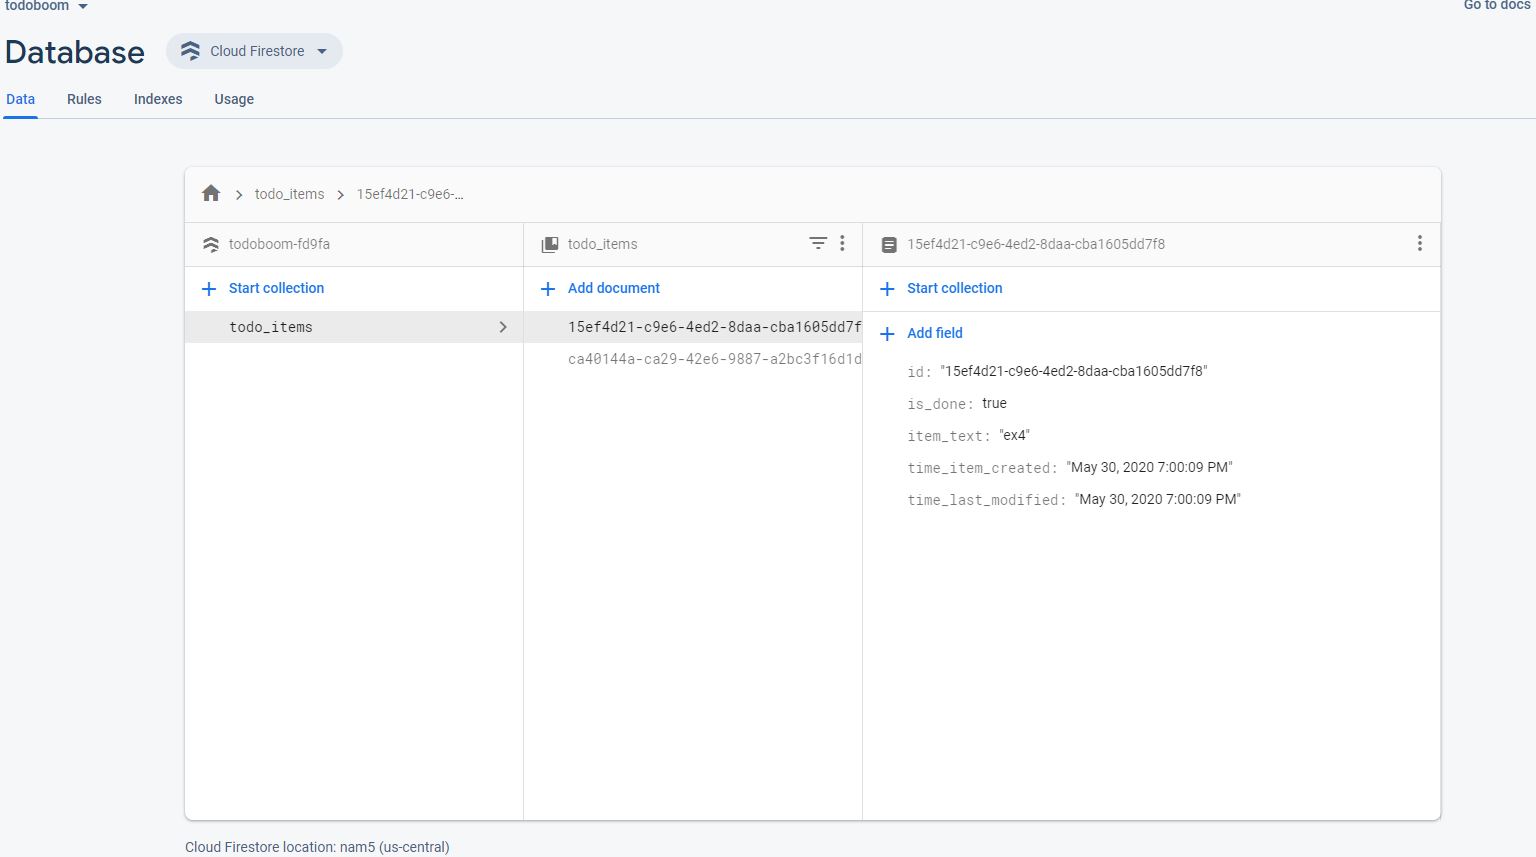 todoboom
Go to docs
Database
Cloud Firestore
Data Rules Indexes Usage
todo_items 15ef4d21-c9e6-...
todoboom-fd9fa
Start collection
todo_items
todo_items
Add document
15ef4d21-c9e6-4ed2-8daa-cba1605dd7f
ca40144a-ca29-42e6-9887-a2bc3f16d1d
15ef4d21-c9e6-4ed2-8daa-cba1605dd7f8
Start collection
Add field
id: "15ef4d21-c9e6-4ed2-8daa-cba1605dd7f8"
is_done: true
item_text: "ex4"
time_item_created: "May 30, 2020 7:00:09 PM"
time_last_modified: "May 30, 2020 7:00:09 PM"
Cloud Firestore location: nam5 (us-central)